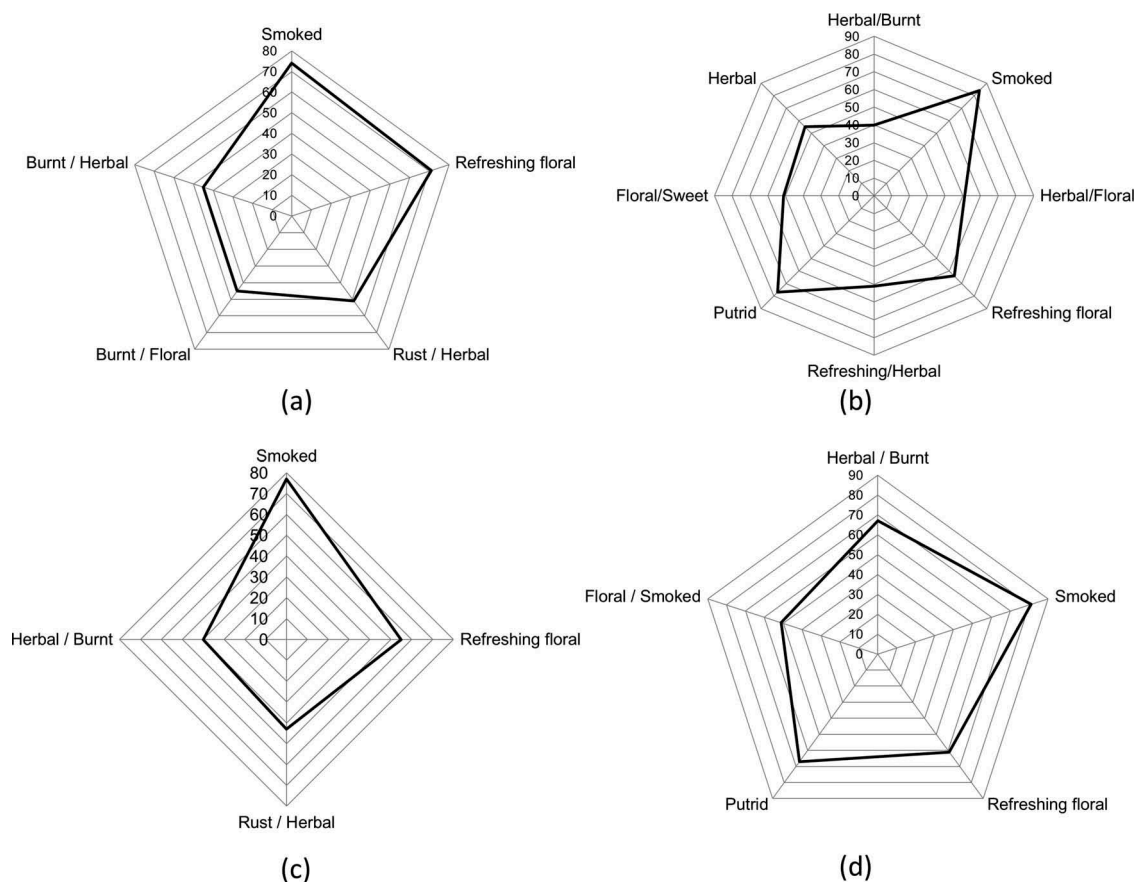 Smoked
80
70
60
50
40
30
20
10
0
Refreshing floral
Rust / Herbal
Burnt / Floral
Burnt / Herbal
(a)
Herbal/Burnt
90
80
70
60
50
40
30
20
10
0
Smoked
Herbal/Floral
Refreshing floral
Refreshing/Herbal
Putrid
Floral/Sweet
Herbal
(b)
Smoked
80
70
60
50
40
30
20
10
0
Refreshing floral
Rust / Herbal
Herbal / Burnt
(c)
Herbal / Burnt
90
80
70
60
50
40
30
20
10
0
Smoked
Refreshing floral
Putrid
Floral / Smoked
(d)